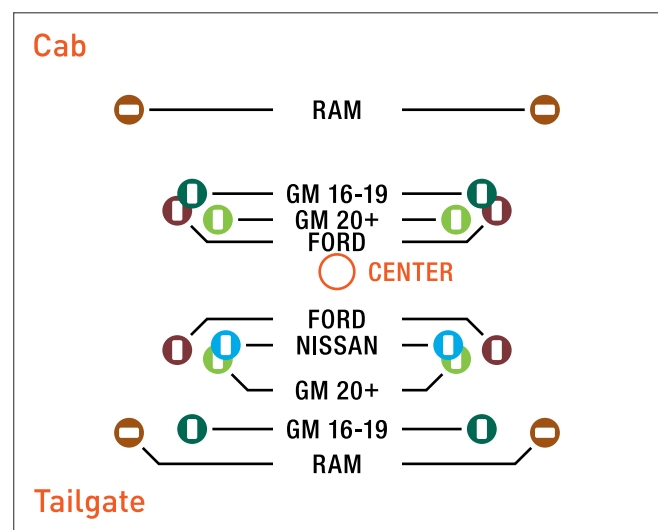 Cab
RAM
GM 16-19
GM 20+
FORD
CENTER
FORD
NISSAN
GM 20+
GM 16-19
RAM
Tailgate